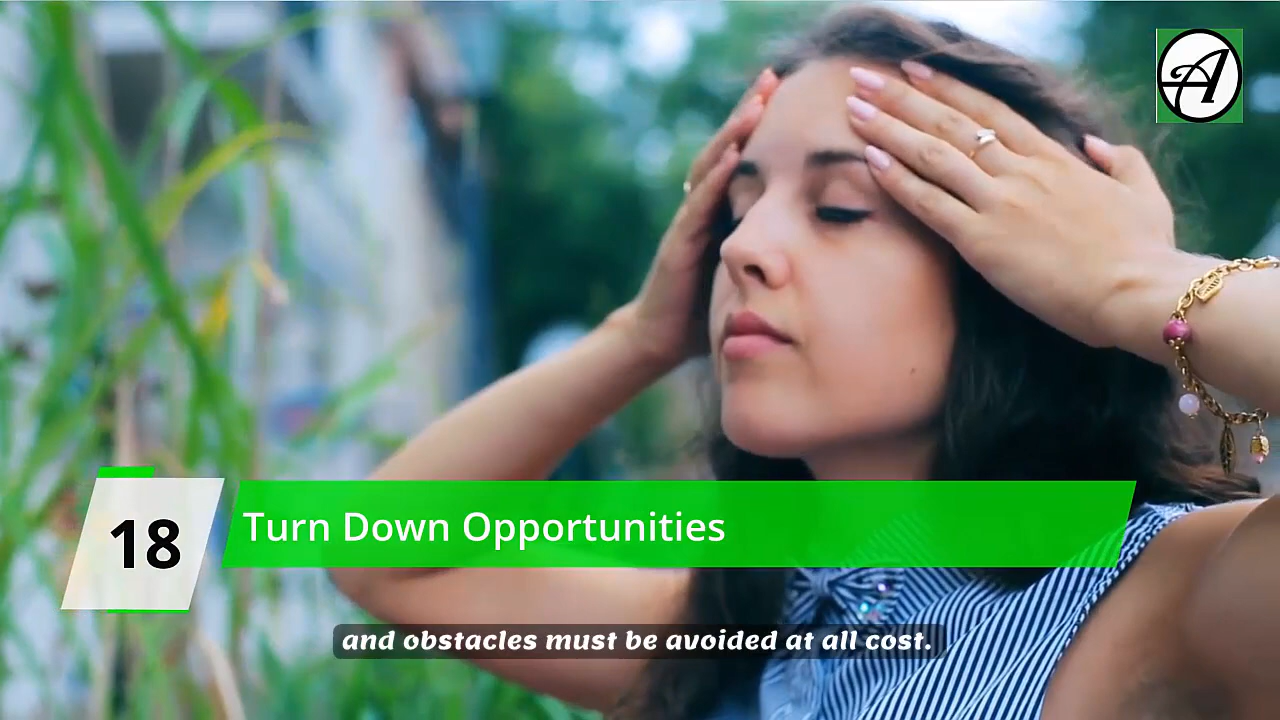 A
18
Turn Down Opportunities
and obstacles must be avoided at all cost.